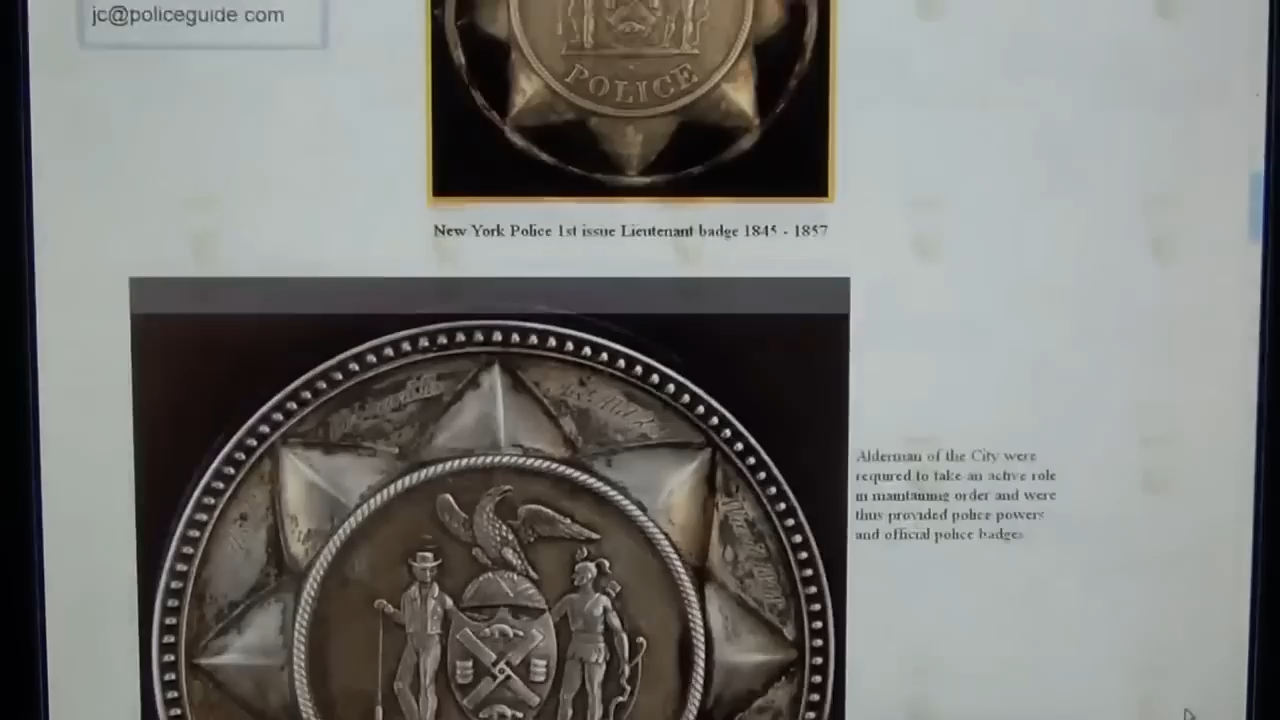 jc@policeguide com
POLICE
New York Police 1st issue Lieutenant badge 1845 - 1857
Alderman of the City were
required to take an active role
in maintaining order and were
thus provided police powers
and official police badges